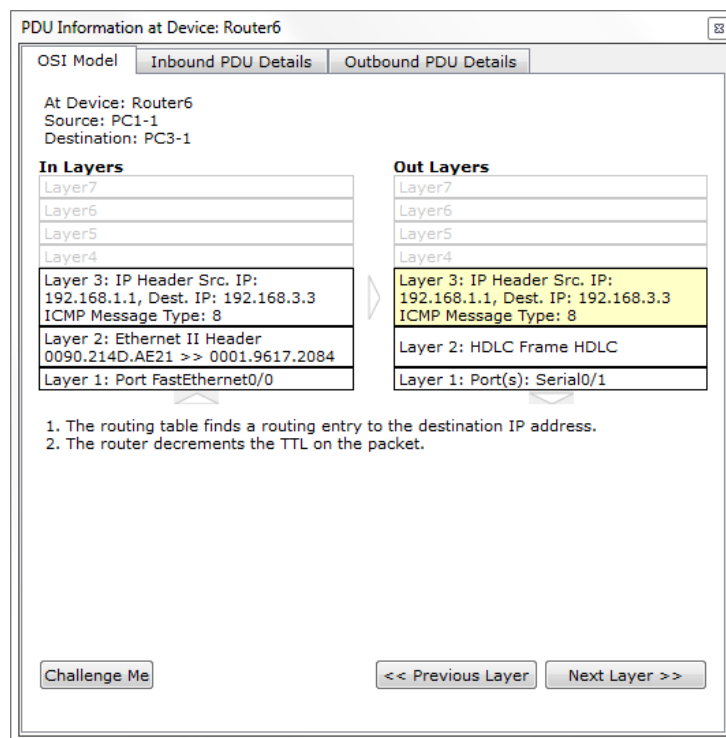 PDU Information at Device: Router6
OSI Model
Inbound PDU Details
Outbound PDU Details
At Device: Router6
Source: PC1-1
Destination: PC3-1
In Layers
Layer7
Layer6
Layer5
Layer4
Layer 3: IP Header Src. IP:
192.168.1.1, Dest. IP: 192.168.3.3
ICMP Message Type: 8
Layer 2: Ethernet II Header
0090.214D.AE21 >> 0001.9617.2084
Layer 1: Port FastEthernet0/0
Out Layers
Layer7
Layer6
Layer5
Layer4
Layer 3: IP Header Src. IP:
192.168.1.1, Dest. IP: 192.168.3.3
ICMP Message Type: 8
Layer 2: HDLC Frame HDLC
Layer 1: Port(s): Serial0/1
1. The routing table finds a routing entry to the destination IP address.
2. The router decrements the TTL on the packet.
Challenge Me
<< Previous Layer
Next Layer >>